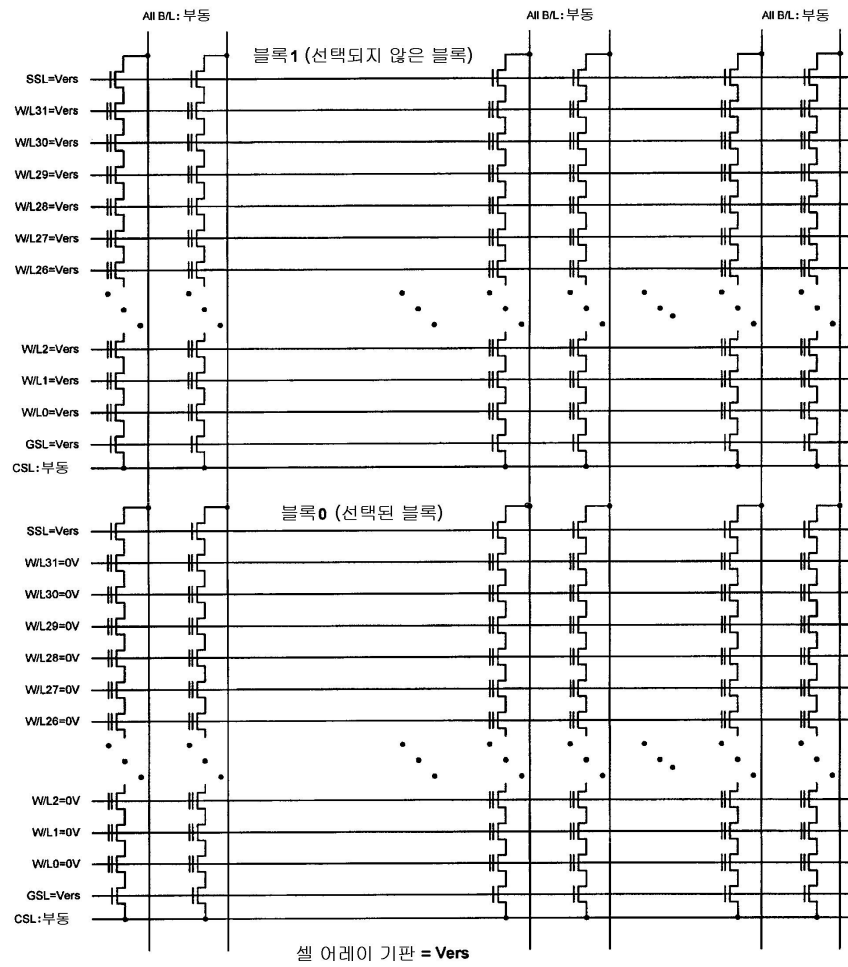 All B/L: 부동
All B/L: 부동
All B/L: 부동
블록1 (선택되지 않은 블록)
SSL=Vers
W/L31=Vers
W/L30=Vers
W/L29=Vers
W/L28=Vers
W/L27=Vers
W/L26=Vers
W/L2=Vers
W/L1=Vers
W/L0=Vers
GSL=Vers
CSL: 부동
블록0 (선택된 블록)
SSL=Vers
W/L31=0V
W/L30=0V
W/L29=0V
W/L28=0V
W/L27=0V
W/L26=0V
W/L2=0V
W/L1=0V
W/L0=0V
GSL=Vers
CSL: 부동
셀 어레이 기판 = Vers